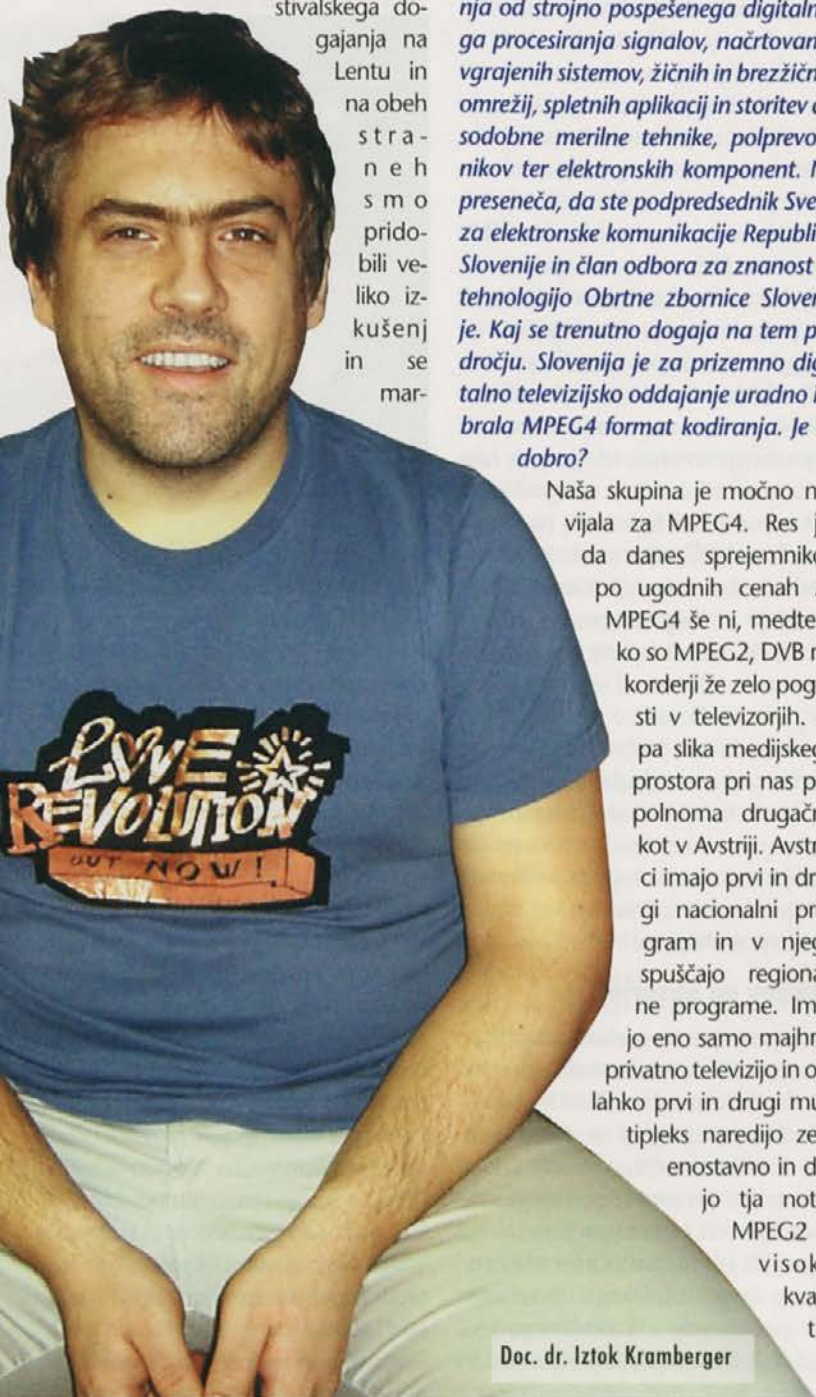 stivalskega do-
gajanja na
Lentu in
na obeh
stra-
neh
smo
prido-
bili ve-
liko iz-
kušenj
in se
mar-
nja od strojno pospešenega digitaln
ga procesiranja signalov, načrtovan
vgrajenih sistemov, žičnih in brezžičn
omrežij, spletnih aplikacij in storitev
sodobne merilne tehnike, polprevo
nikov ter elektronskih komponent.
preseneča, da ste podpredsednik Sve
za elektronske komunikacije Republi
Slovenije in član odbora za znanost
tehnologijo Obrtne zbornice Sloven
je. Kaj se trenutno dogaja na tem p
dročju. Slovenija je za prizemno dig
talno televizijsko oddajanje uradno
brala MPEG4 format kodiranja. Je
dobro?
Naša skupina je močno n
vijala za MPEG4. Res j
da danes sprejemnik
po ugodnih cenah
MPEG4 še ni, medte
ko so MPEG2, DVB r
korderji že zelo pog
sti v televizorjih.
pa slika medijskeg
prostora pri nas p
polnoma drugačn
kot v Avstriji. Avstr
ci imajo prvi in dr
gi nacionalni pr
gram in v njeg
spuščajo regiona
ne programe. Im
jo eno samo majhn
privatno televizijo in o
lahko prvi in drugi mu
tipleks naredijo ze
enostavno in d
jo tja not
MPEG2
visok
kva
t
LOVE
REVOLUTION
OUT NOW!
Doc. dr. Iztok Kramberger